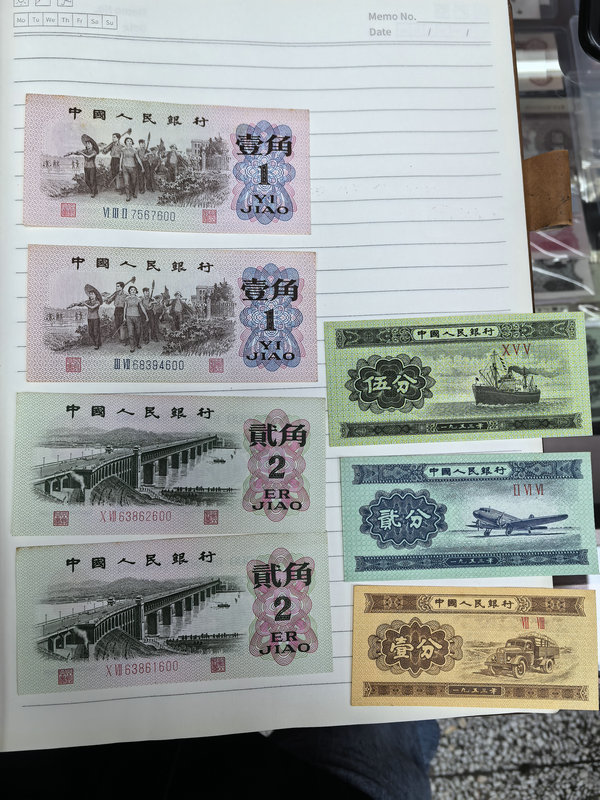 Mo Tu We Th Fr Sa Su
Memo No.
Date / /
中國人民銀行
壹角
1
YI
JIAO
VI III II 7567600
中國人民銀行
壹角
1
YI
JIAO
III VII 68394600
中國人民銀行
貳角
2
ER
JIAO
X VII 63862600
中國人民銀行
貳角
2
ER
JIAO
X VII 63861600
中國人民銀行
X V V
伍分
一九五三年
中國人民銀行
II VI VI
貳分
一九五三年
中國人民銀行
壹分
一九五三年